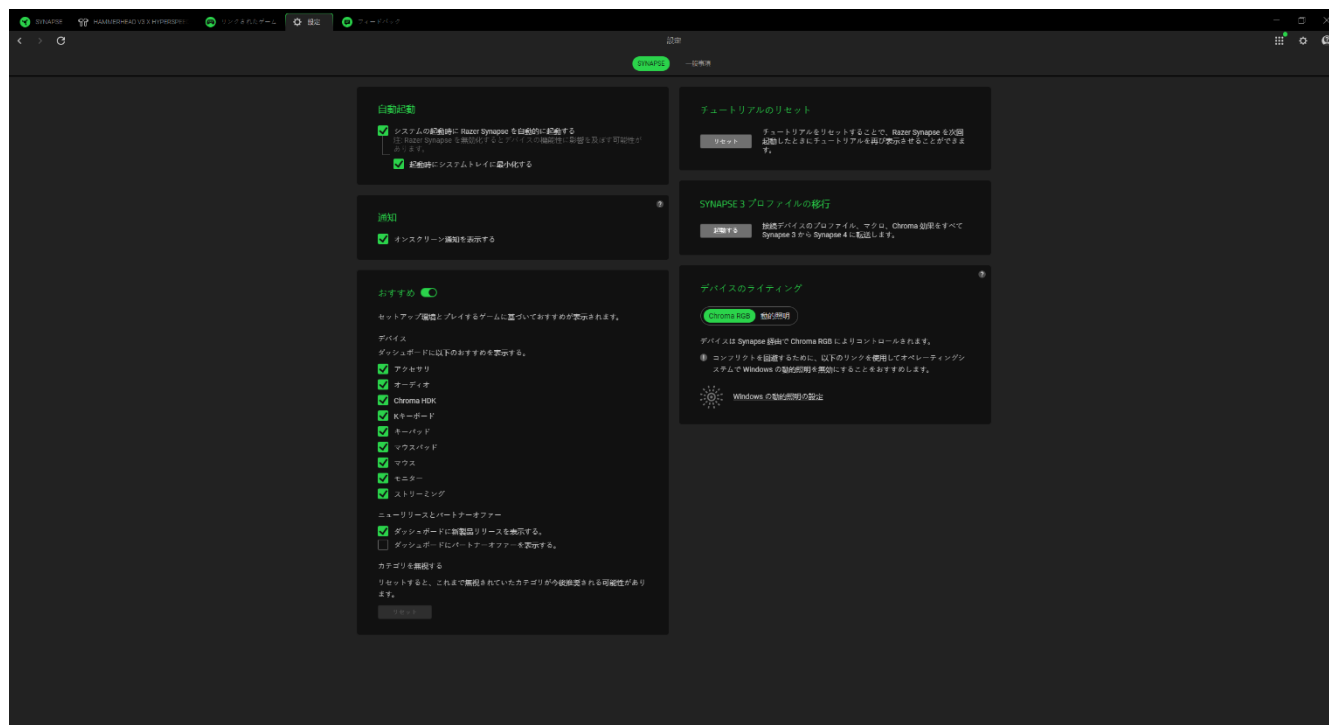 SYNAPSE
HAMMERHEAD V3 X HYPERSPE
リンクされたゲーム
設定
フィードバック
設定
SYNAPSE
一般事項
自動起動
システムの起動時に Razer Synapse を自動的に起動する
注: Razer Synapse を無効化するとデバイスの機能性に影響を及ぼす可能性が
あります。
起動時にシステムトレイに最小化する
通知
オンスクリーン通知を表示する
おすすめ
セットアップ環境とプレイするゲームに基づいておすすめが表示されます。
デバイス
ダッシュボードに以下のおすすめを表示する。
アクセサリ
オーディオ
Chroma HDK
Kキーボード
キーパッド
マウスパッド
マウス
モニター
ストリーミング
ニューリリースとパートナーオファー
ダッシュボードに新製品リリースを表示する。
ダッシュボードにパートナーオファーを表示する。
カテゴリを無視する
リセットすると、これまで無視されていたカテゴリが今後推奨される可能性があり
ます。
リセット
チュートリアルのリセット
リセット
チュートリアルをリセットすることで、Razer Synapse を次回
起動したときにチュートリアルを再び表示させることができま
す。
SYNAPSE 3 プロファイルの移行
起動する
接続デバイスのプロファイル、マクロ、Chroma 効果をすべて
Synapse 3 から Synapse 4 に転送します。
デバイスのライティング
Chroma RGB
動的照明
デバイスは Synapse 経由で Chroma RGB によりコントロールされます。
コンフリクトを回避するために、以下のリンクを使用してオペレーティングシ
ステムで Windows の動的照明を無効にすることをおすすめします。
Windows の動的照明の設定